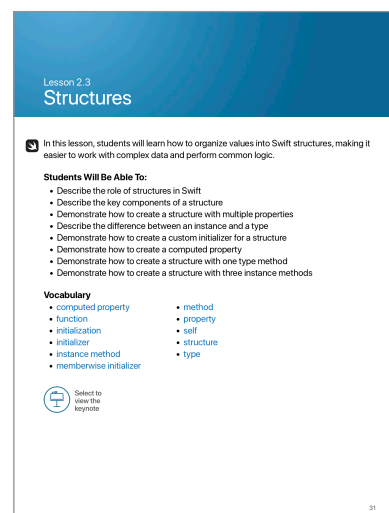 Lesson 2.3
Structures
In this lesson, students will learn how to organize values into Swift structures, making it
easier to work with complex data and perform common logic.
Students Will Be Able To:
• Describe the role of structures in Swift
• Describe the key components of a structure
• Demonstrate how to create a structure with multiple properties
• Describe the difference between an instance and a type
• Demonstrate how to create a custom initializer for a structure
• Demonstrate how to create a computed property
• Demonstrate how to create a structure with one type method
• Demonstrate how to create a structure with three instance methods
Vocabulary
• computed property
• function
• initialization
• initializer
• instance method
• memberwise initializer
• method
• property
• self
• structure
• type
Select to
view the
keynote
31